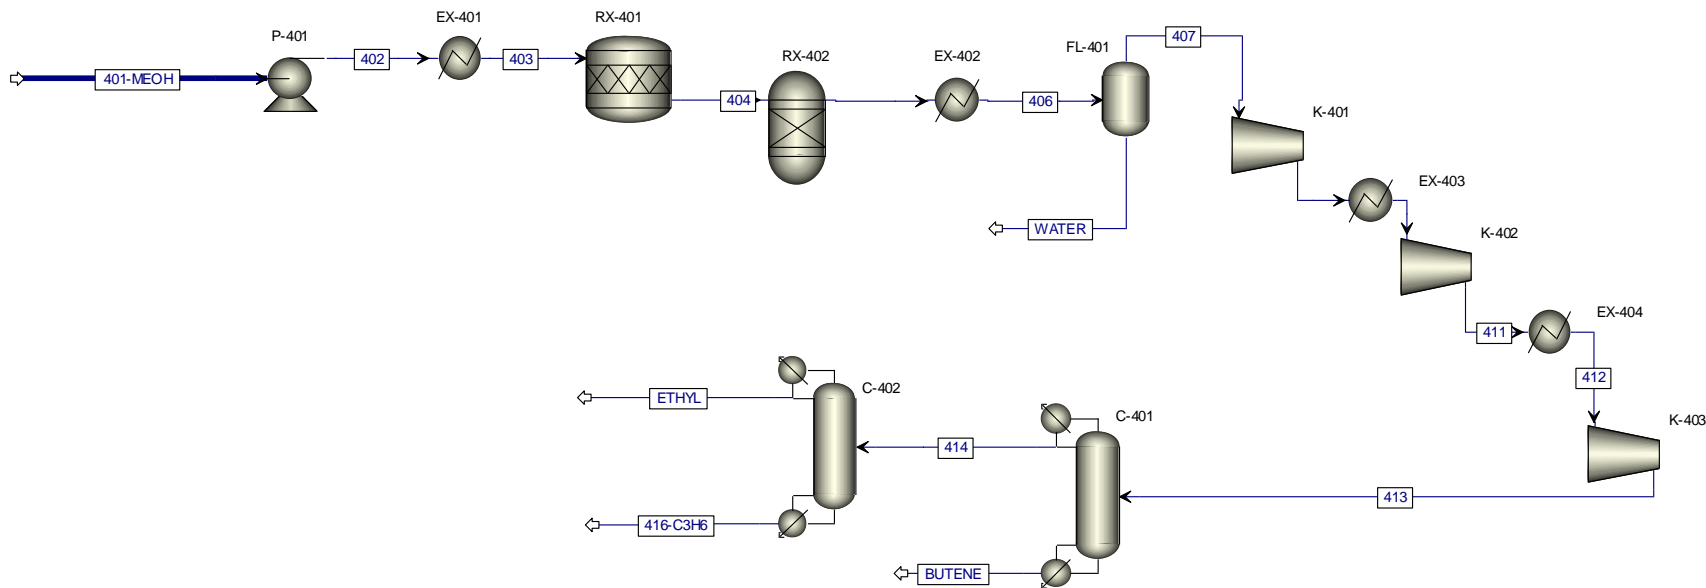 EX-401
RX-401
P-401
402
403
401-MEOH
RX-402
404
EX-402
406
FL-401
407
K-401
WATER
EX-403
K-402
411
EX-404
412
K-403
C-402
ETHYL
C-401
414
413
416-C3H6
BUTENE